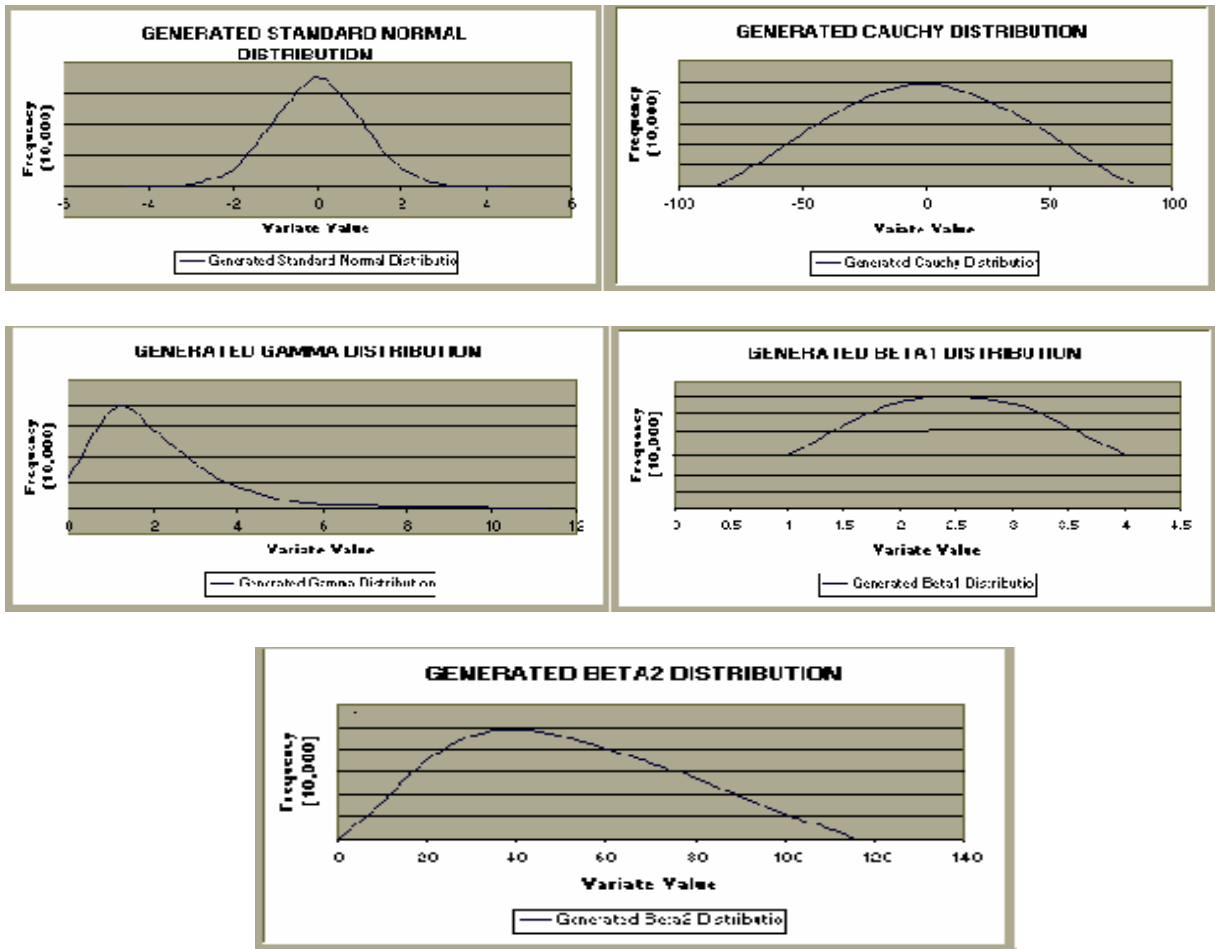 GENERATED STANDARD NORMAL
DISTRIBUTION
Frequency
[10,000]
-6 -4 -2 0 2 4 6
Variate Value
Generated Standard Normal Distributio
GENERATED CAUCHY DISTRIBUTION
Frequency
[10,000]
-100 -50 0 50 100
Vaiate Value
Generated Cauchy Distribution
GENERATED GAMMA DISTRIBUTION
Frequency
[10,000]
0 2 4 6 8 10 12
Variate Value
Generated Gamma Distribution
GENERATED BETA1 DISTRIBUTION
Frequency
[10,000]
0 0.5 1 1.5 2 2.5 3 3.5 4 4.5
Variate Value
Generated Beta1 Distributio
GENERATED BETA2 DISTRIBUTION
Frequency
[10,000]
0 20 40 60 80 100 120 140
Variate Value
Generated Beta2 Distributio